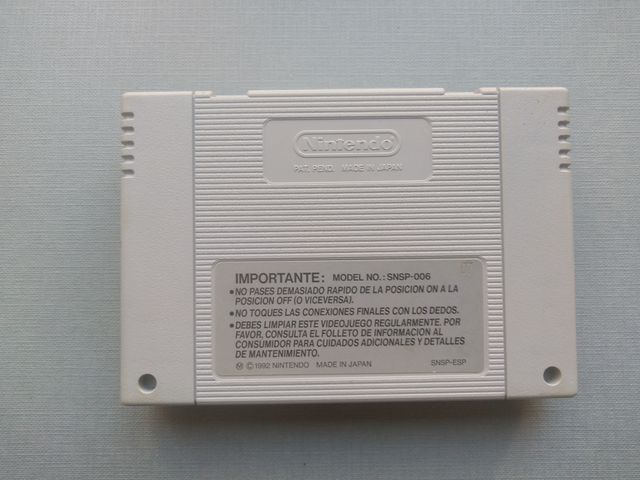 Nintendo
PAT. PEND. MADE IN JAPAN
07
IMPORTANTE: MODEL NO.: SNSP-006
•NO PASES DEMASIADO RAPIDO DE LA POSICION ON A LA
POSICION OFF (O VICEVERSA).
•NO TOQUES LAS CONEXIONES FINALES CON LOS DEDOS.
•DEBES LIMPIAR ESTE VIDEOJUEGO REGULARMENTE. POR
FAVOR, CONSULTA EL FOLLETO DE INFORMACION AL
CONSUMIDOR PARA CUIDADOS ADICIONALES Y DETALLES
DE MANTENIMIENTO.
Ⓜ ©1992 NINTENDO MADE IN JAPAN SNSP-ESP